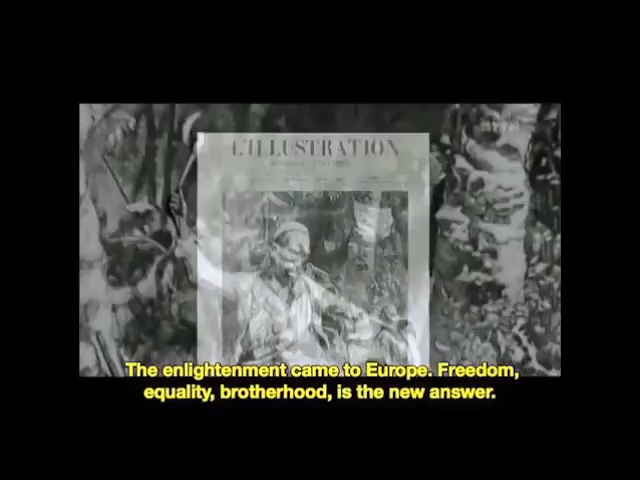 L'ILLUSTRATION
The enlightenment came to Europe. Freedom,
equality, brotherhood, is the new answer.